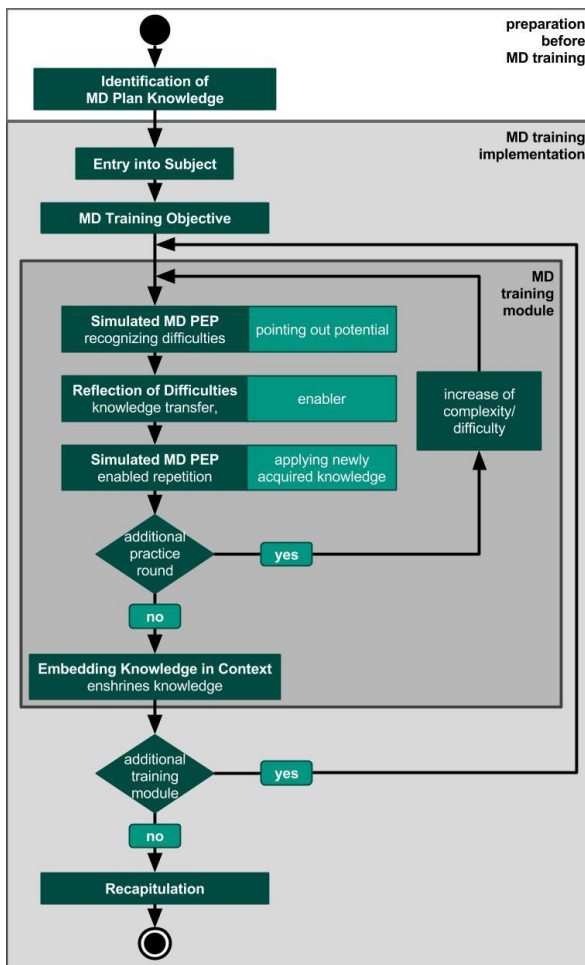 preparation
before
MD training
Identification of
MD Plan Knowledge
MD training
implementation
Entry into Subject
MD Training Objective
MD
training
module
Simulated MD PEP
recognizing difficulties
pointing out potential
Reflection of Difficulties
knowledge transfer,
enabler
increase of
complexity/
difficulty
Simulated MD PEP
enabled repetition
applying newly
acquired knowledge
additional
practice
round
yes
no
Embedding Knowledge in Context
enshrines knowledge
additional
training
module
yes
no
Recapitulation